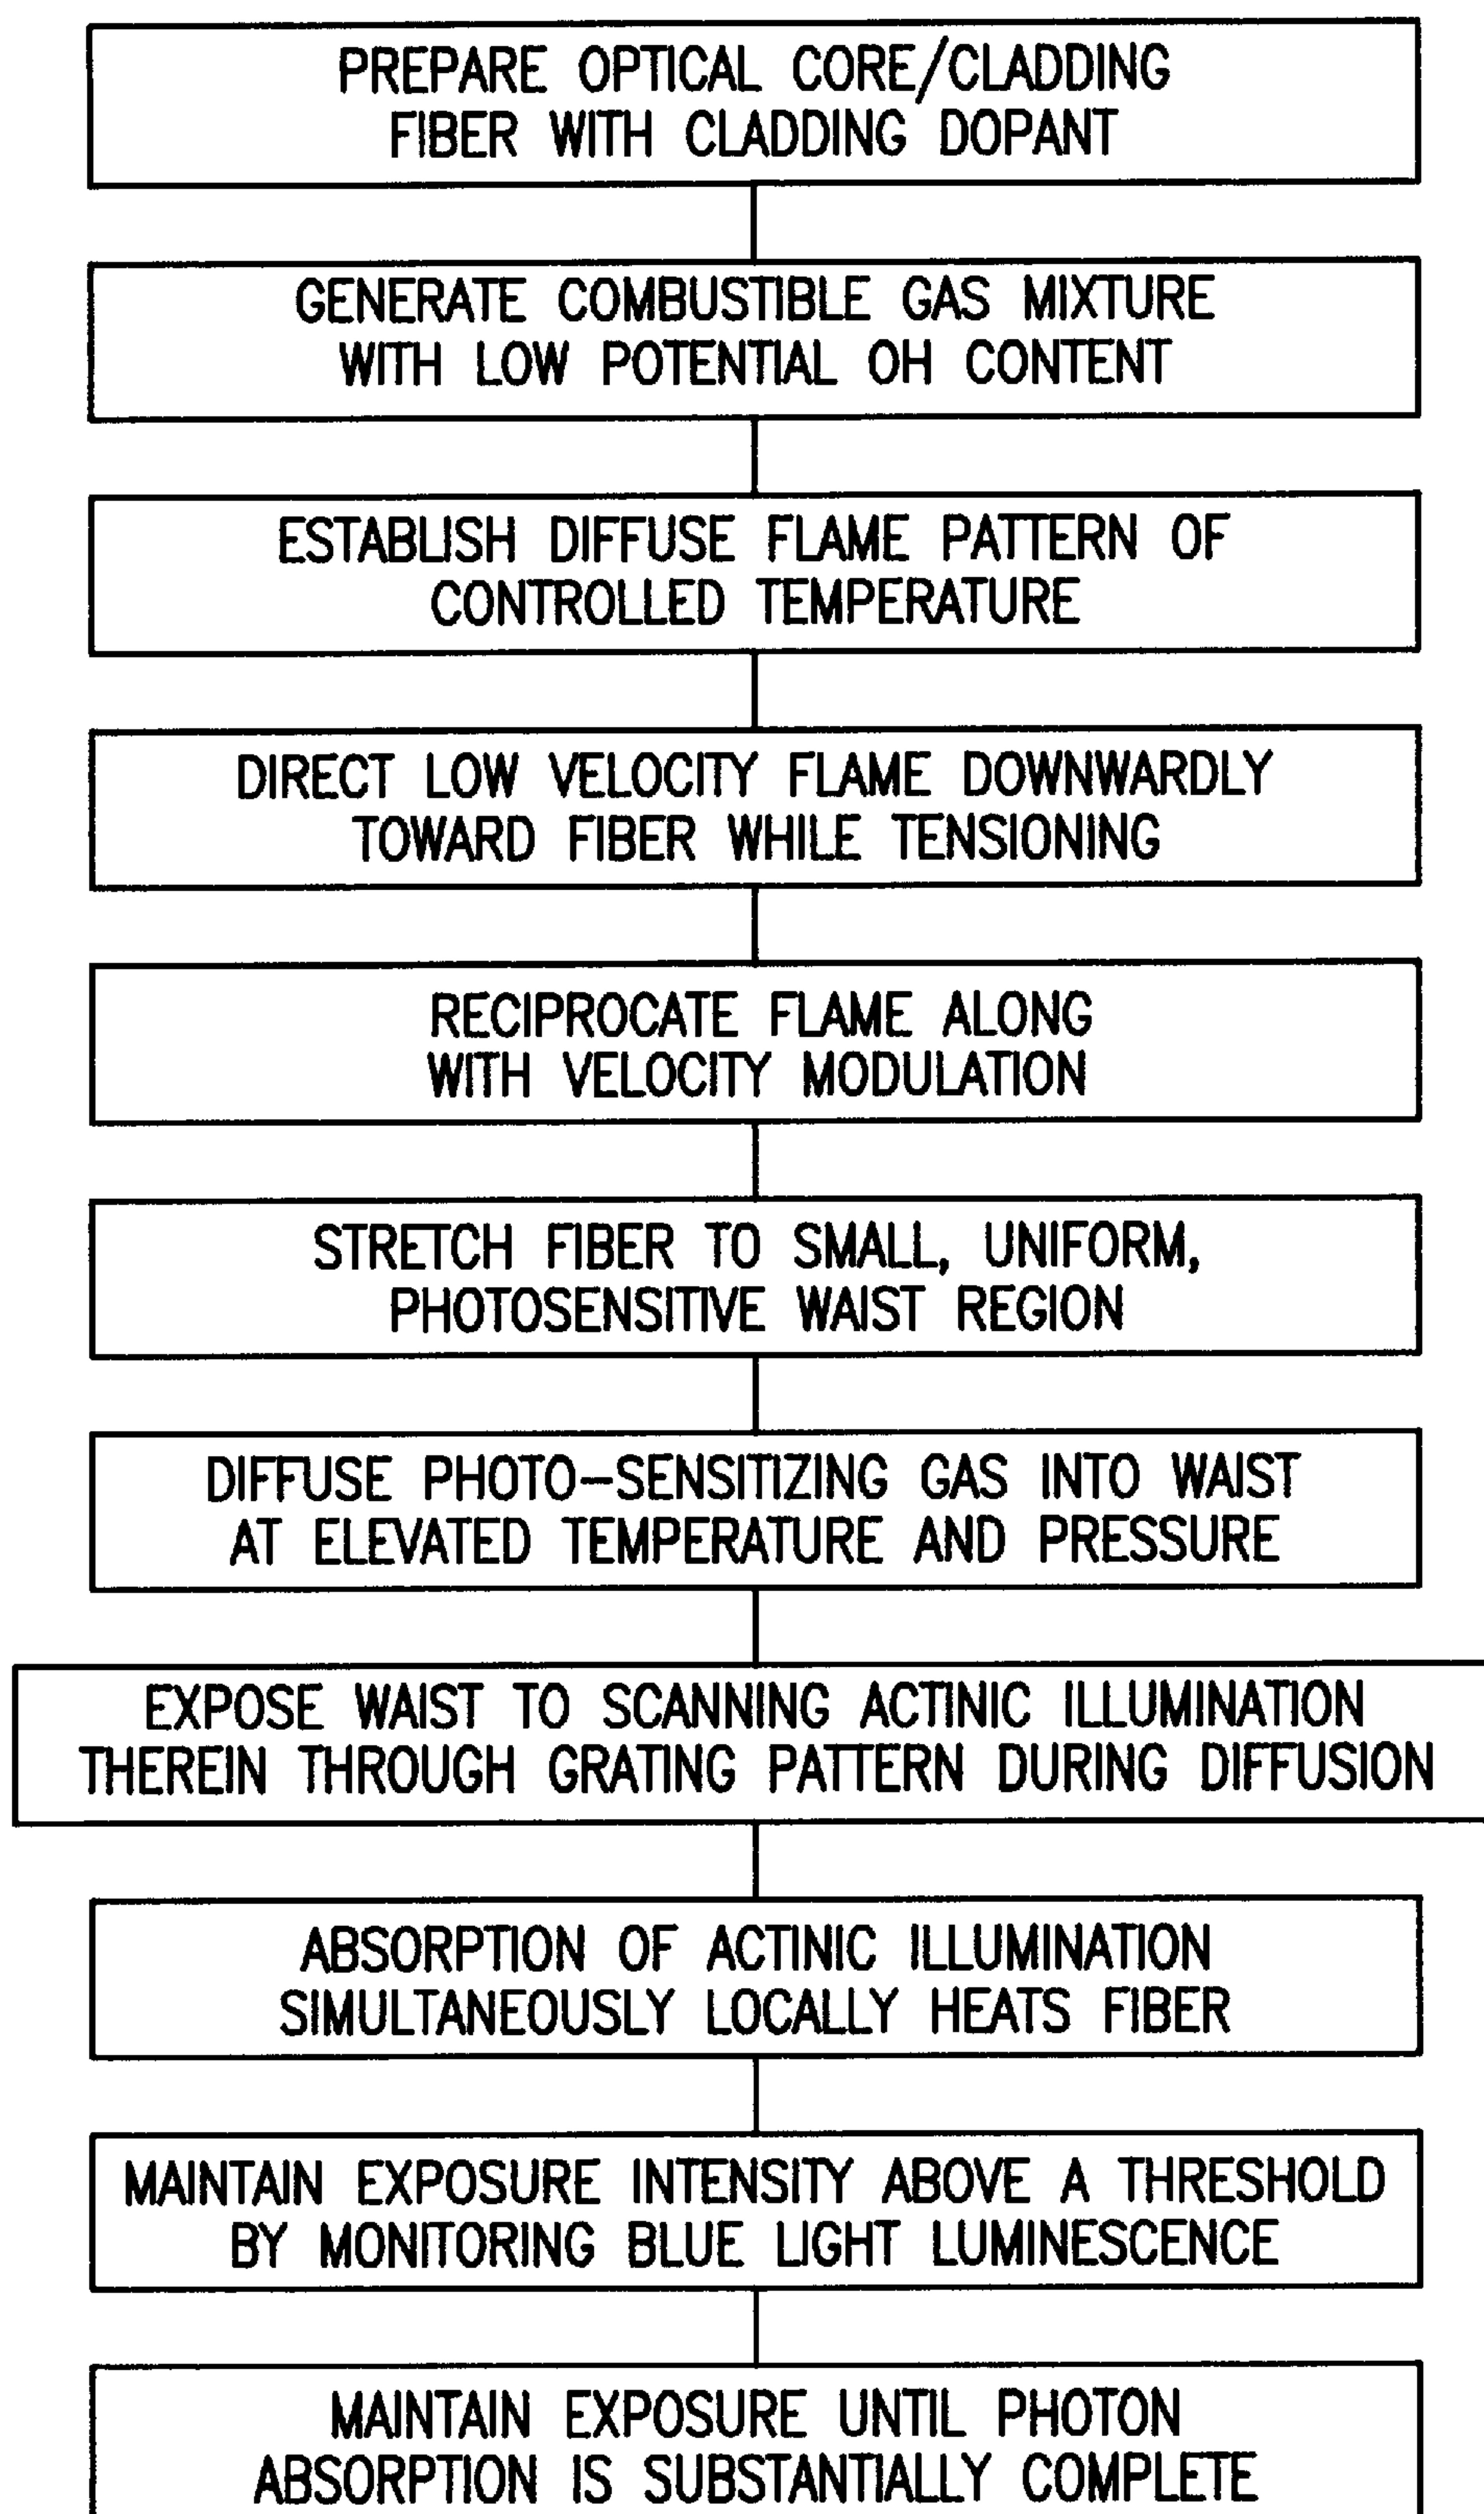 PREPARE OPTICAL CORE/CLADDING
FIBER WITH CLADDING DOPANT
GENERATE COMBUSTIBLE GAS MIXTURE
WITH LOW POTENTIAL OH CONTENT
ESTABLISH DIFFUSE FLAME PATTERN OF
CONTROLLED TEMPERATURE
DIRECT LOW VELOCITY FLAME DOWNWARDLY
TOWARD FIBER WHILE TENSIONING
RECIPROCATE FLAME ALONG
WITH VELOCITY MODULATION
STRETCH FIBER TO SMALL, UNIFORM,
PHOTOSENSITIVE WAIST REGION
DIFFUSE PHOTO-SENSITIZING GAS INTO WAIST
AT ELEVATED TEMPERATURE AND PRESSURE
EXPOSE WAIST TO SCANNING ACTINIC ILLUMINATION
THEREIN THROUGH GRATING PATTERN DURING DIFFUSION
ABSORPTION OF ACTINIC ILLUMINATION
SIMULTANEOUSLY LOCALLY HEATS FIBER
MAINTAIN EXPOSURE INTENSITY ABOVE A THRESHOLD
BY MONITORING BLUE LIGHT LUMINESCENCE
MAINTAIN EXPOSURE UNTIL PHOTON
ABSORPTION IS SUBSTANTIALLY COMPLETE